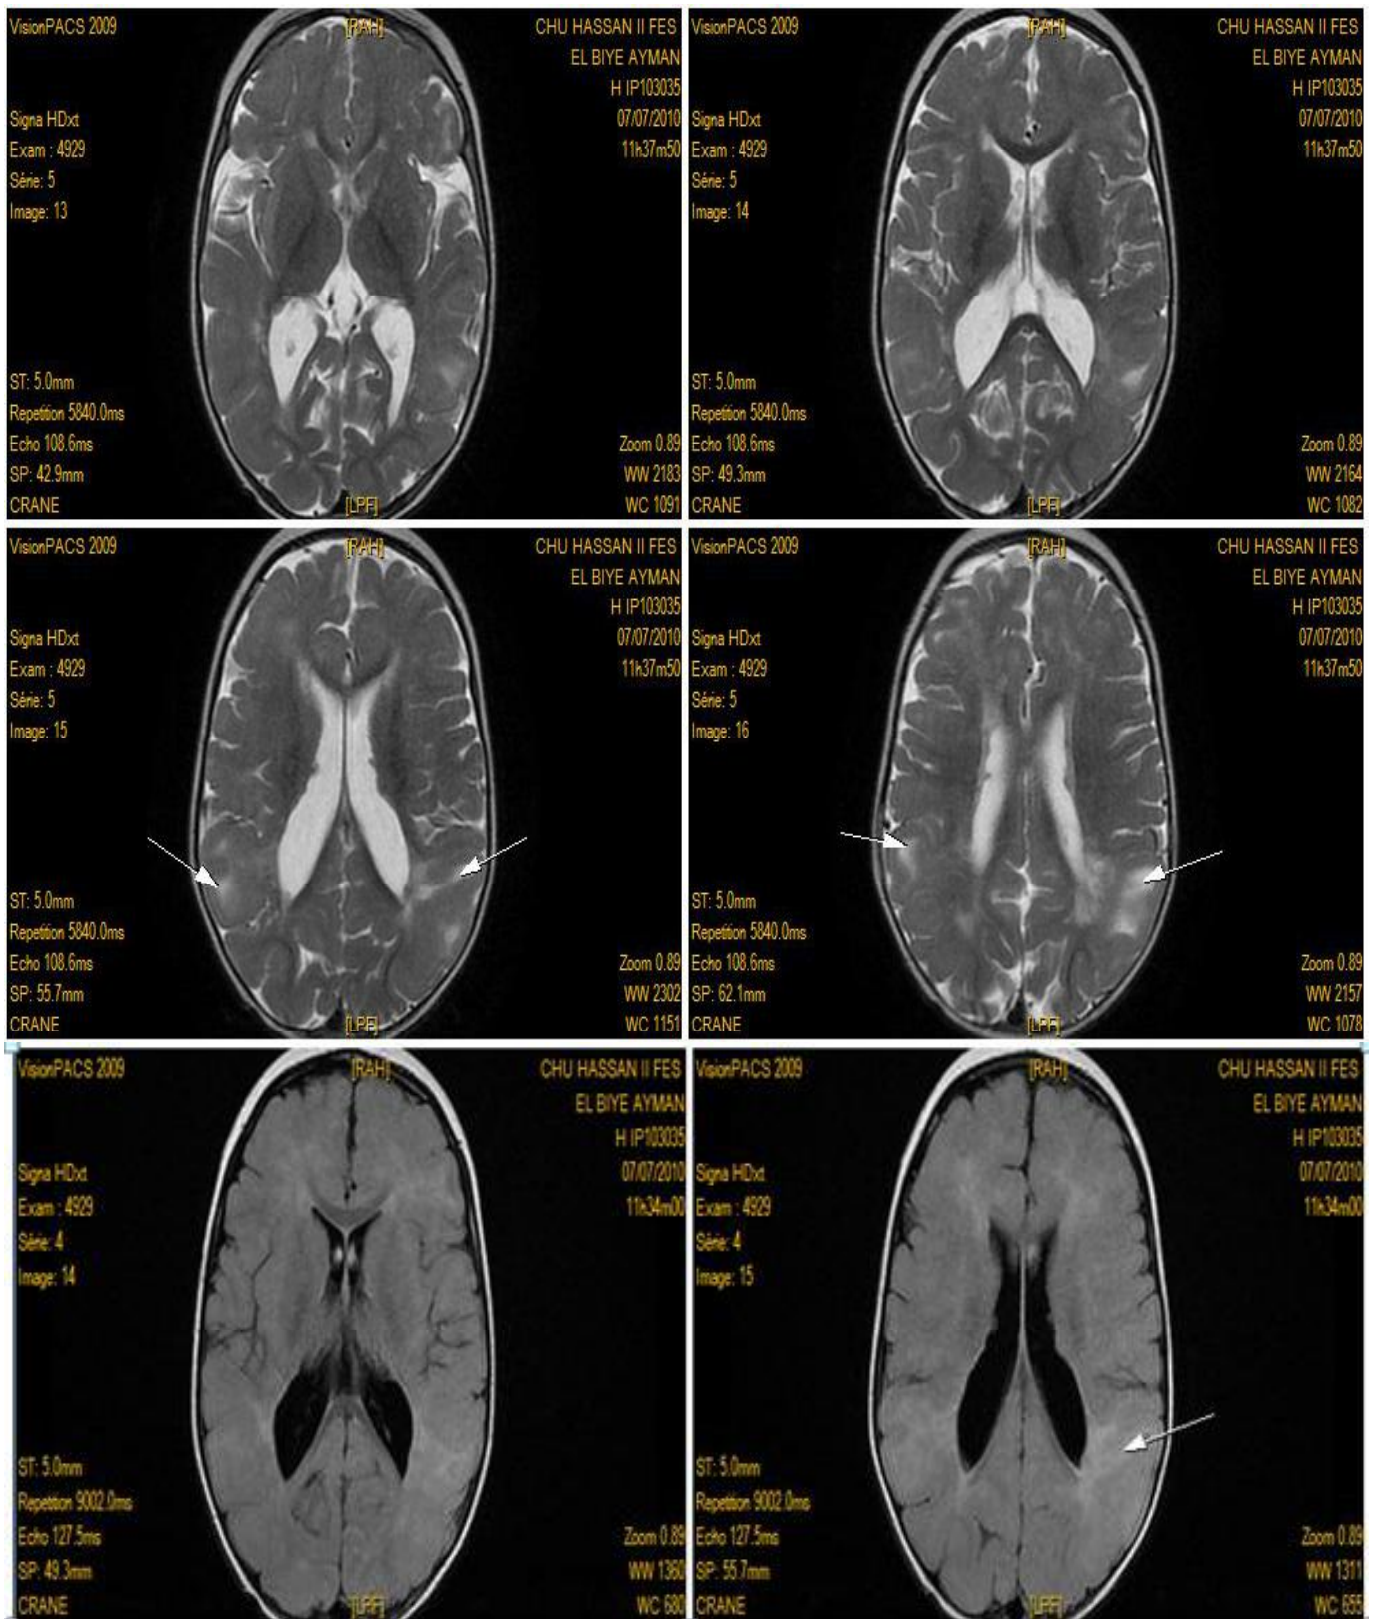 VisionPACS 2009
[RAH]
CHU HASSAN II FES
EL BIYE AYMAN
H IP103035
07/07/2010
11h37m50
Signa HDxt
Exam : 4929
Série: 5
Image: 13
ST: 5.0mm
Repetition 5840.0ms
Echo 108.6ms
SP: 42.9mm
CRANE
[LPF]
Zoom 0.89
WW 2183
WC 1091
VisionPACS 2009
[RAH]
CHU HASSAN II FES
EL BIYE AYMAN
H IP103035
07/07/2010
11h37m50
Signa HDxt
Exam : 4929
Série: 5
Image: 14
ST: 5.0mm
Repetition 5840.0ms
Echo 108.6ms
SP: 49.3mm
CRANE
[LPF]
Zoom 0.89
WW 2164
WC 1082
VisionPACS 2009
[RAH]
CHU HASSAN II FES
EL BIYE AYMAN
H IP103035
07/07/2010
11h37m50
Signa HDxt
Exam : 4929
Série: 5
Image: 15
ST: 5.0mm
Repetition 5840.0ms
Echo 108.6ms
SP: 55.7mm
CRANE
[LPF]
Zoom 0.89
WW 2302
WC 1151
VisionPACS 2009
[RAH]
CHU HASSAN II FES
EL BIYE AYMAN
H IP103035
07/07/2010
11h37m50
Signa HDxt
Exam : 4929
Série: 5
Image: 16
ST: 5.0mm
Repetition 5840.0ms
Echo 108.6ms
SP: 62.1mm
CRANE
[LPF]
Zoom 0.89
WW 2157
WC 1078
VisionPACS 2009
[RAH]
CHU HASSAN II FES
EL BIYE AYMAN
H IP103035
07/07/2010
11h34m00
Signa HDxt
Exam : 4929
Série: 4
Image: 14
ST: 5.0mm
Repetition 9002.0ms
Echo 127.5ms
SP: 49.3mm
CRANE
[LPF]
Zoom 0.89
WW 1360
WC 680
VisionPACS 2009
[RAH]
CHU HASSAN II FES
EL BIYE AYMAN
H IP103035
07/07/2010
11h34m00
Signa HDxt
Exam : 4929
Série: 4
Image: 15
ST: 5.0mm
Repetition 9002.0ms
Echo 127.5ms
SP: 55.7mm
CRANE
[LPF]
Zoom 0.89
WW 1311
WC 655